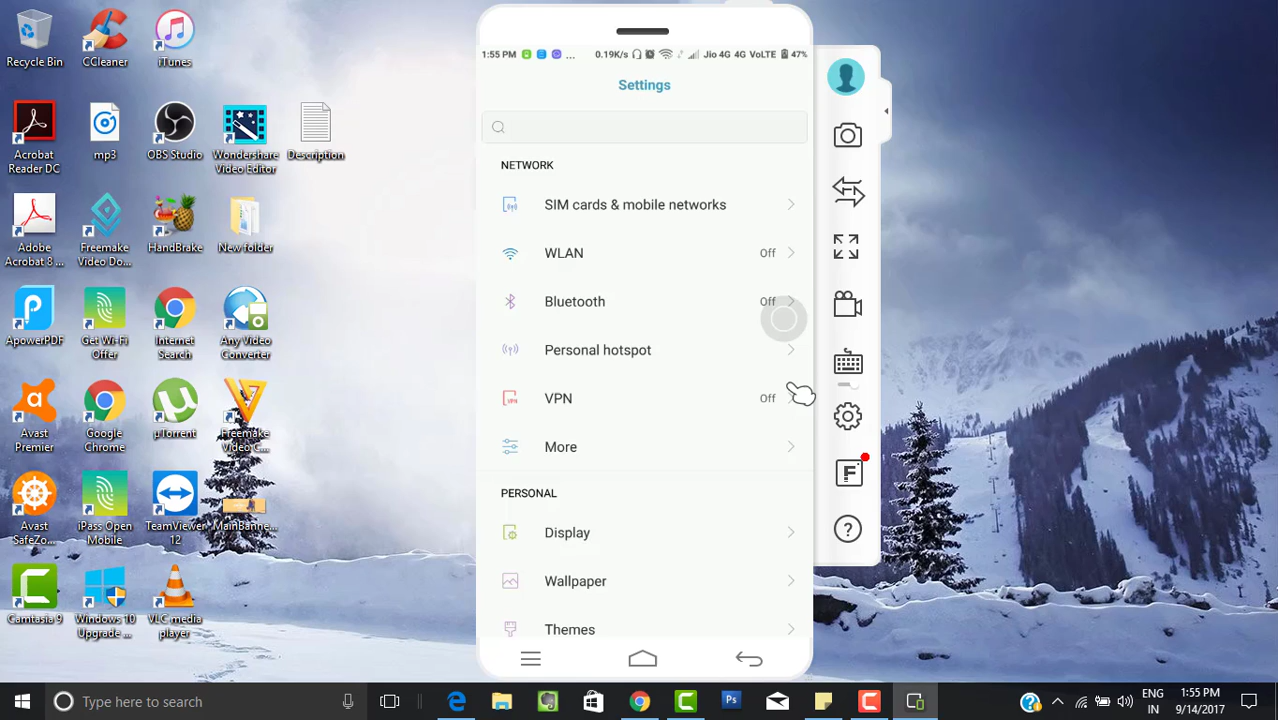 Recycle Bin
CCleaner
iTunes
Acrobat
Reader DC
mp3
OBS Studio
Wondershare
Video Editor
Description
Adobe
Acrobat 8 ...
Freemake
Video Do...
HandBrake
New folder
ApowerPDF
Get Wi-Fi
Offer
Internet
Search
Any Video
Converter
Avast
Premier
Google
Chrome
µTorrent
Freemake
Video C...
Avast
SafeZo...
iPass Open
Mobile
TeamViewer
12
MainBanne...
Camtasia 9
Windows 10
Upgrade ...
VLC media
player
1:55 PM ... 0.19K/s Jio 4G 4G VoLTE 47%
Settings
NETWORK
SIM cards & mobile networks
WLAN Off
Bluetooth Off
Personal hotspot
VPN VPN Off
More
PERSONAL
Display
Wallpaper
Themes
F
?
Type here to search
Ps
?
ENG
IN
1:55 PM
9/14/2017